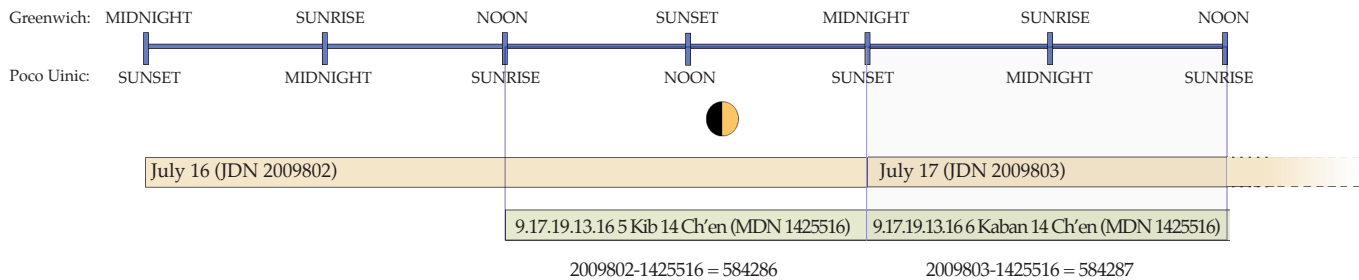 Greenwich: MIDNIGHT SUNRISE NOON SUNSET MIDNIGHT SUNRISE NOON
Poco Uinic: SUNSET MIDNIGHT SUNRISE NOON SUNSET MIDNIGHT SUNRISE
July 16 (JDN 2009802) July 17 (JDN 2009803)
9.17.19.13.16 5 Kib 14 Ch'en (MDN 1425516) 9.17.19.13.16 6 Kaban 14 Ch'en (MDN 1425516)
2009802-1425516 = 584286 2009803-1425516 = 584287